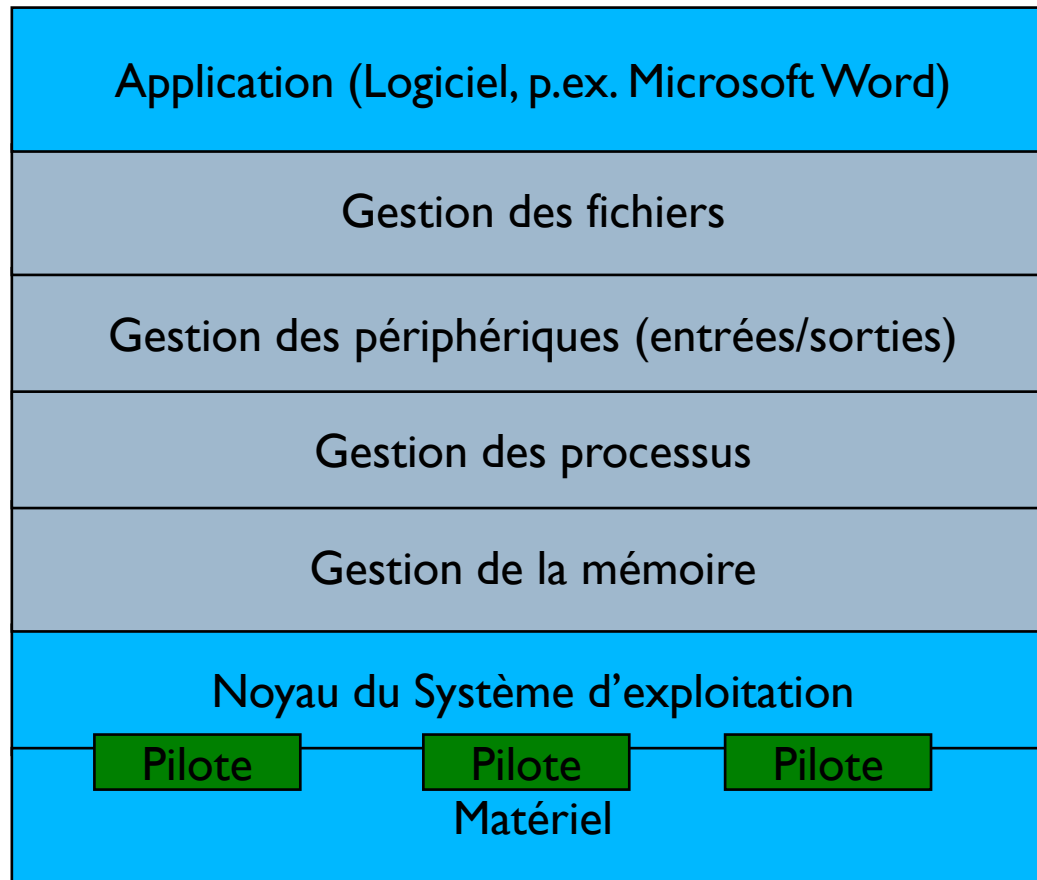 Application (Logiciel, p.ex. Microsoft Word)
Gestion des fichiers
Gestion des périphériques (entrées/sorties)
Gestion des processus
Gestion de la mémoire
Noyau du Système d’exploitation
Pilote Pilote Pilote
Matériel